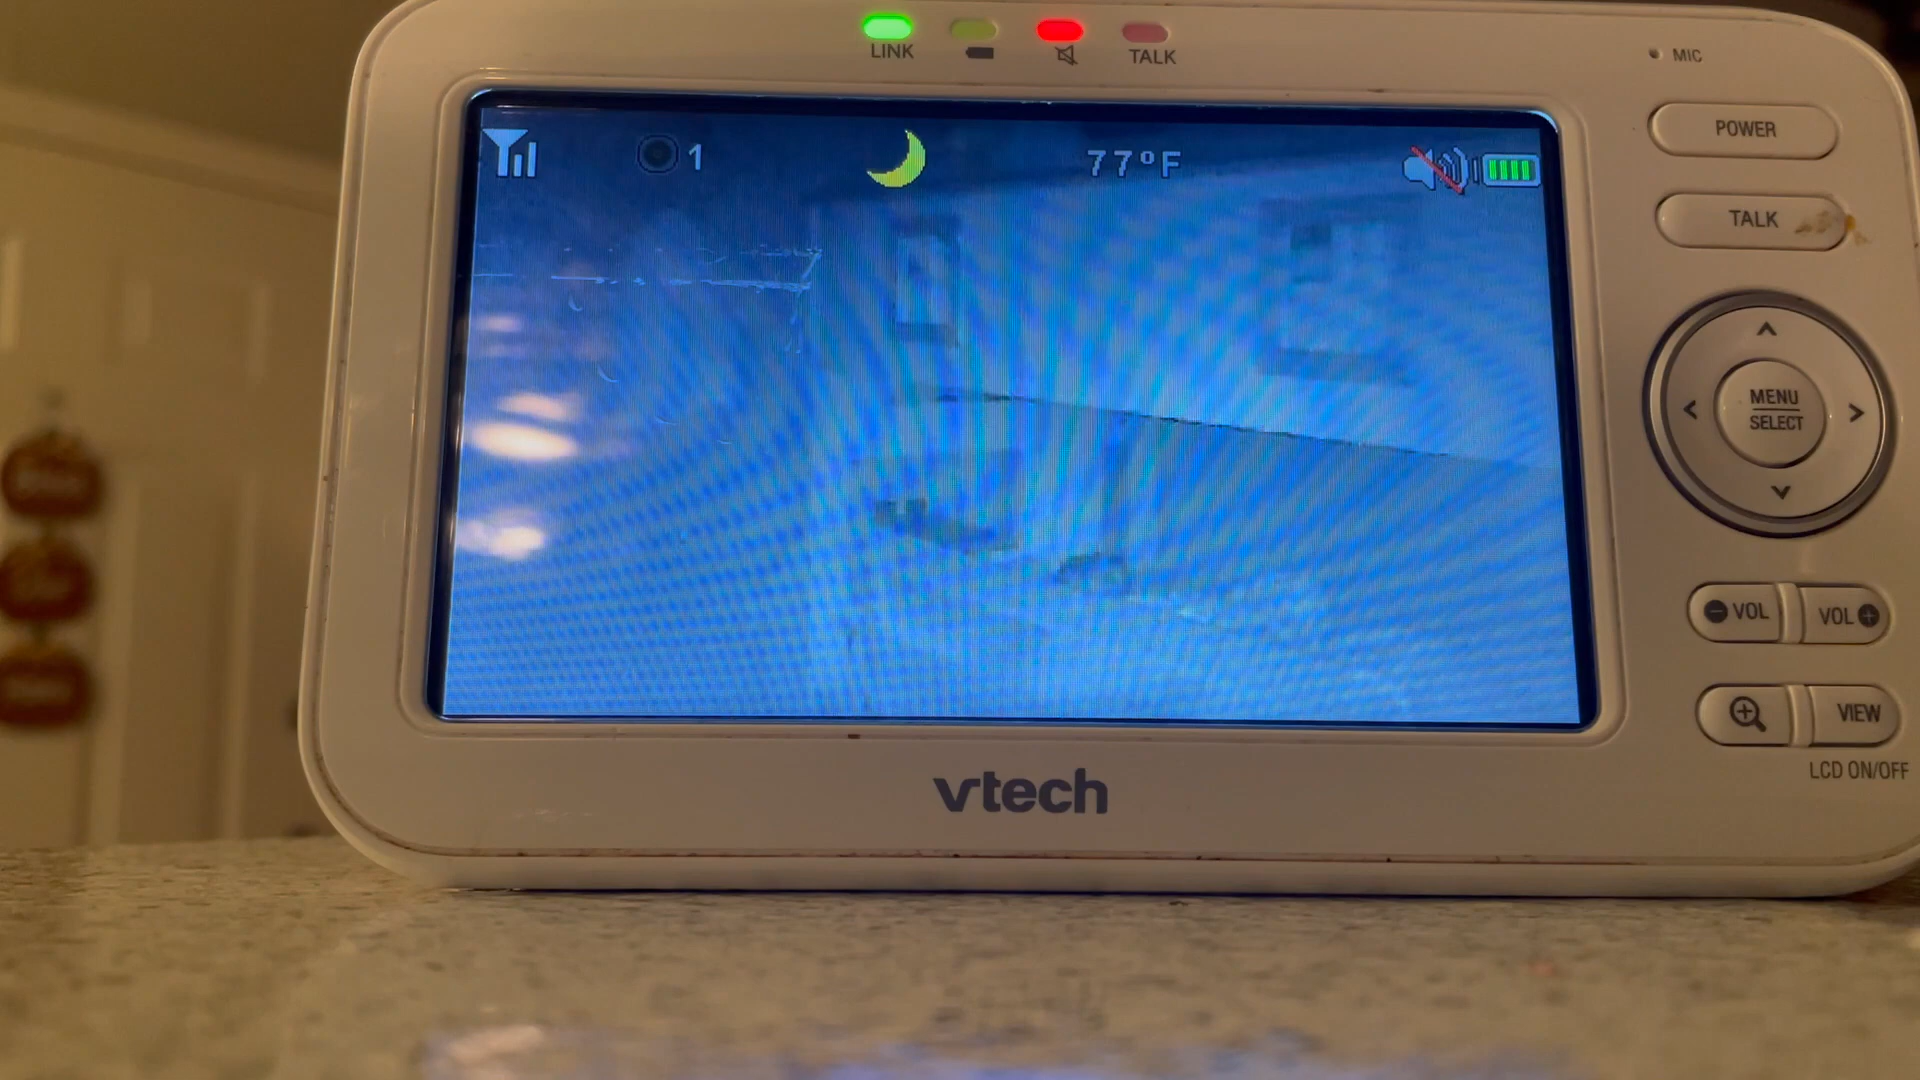 LINK
TALK
MIC
1
77°F
POWER
TALK
MENU
SELECT
VOL
VOL
VIEW
LCD ON/OFF
vtech